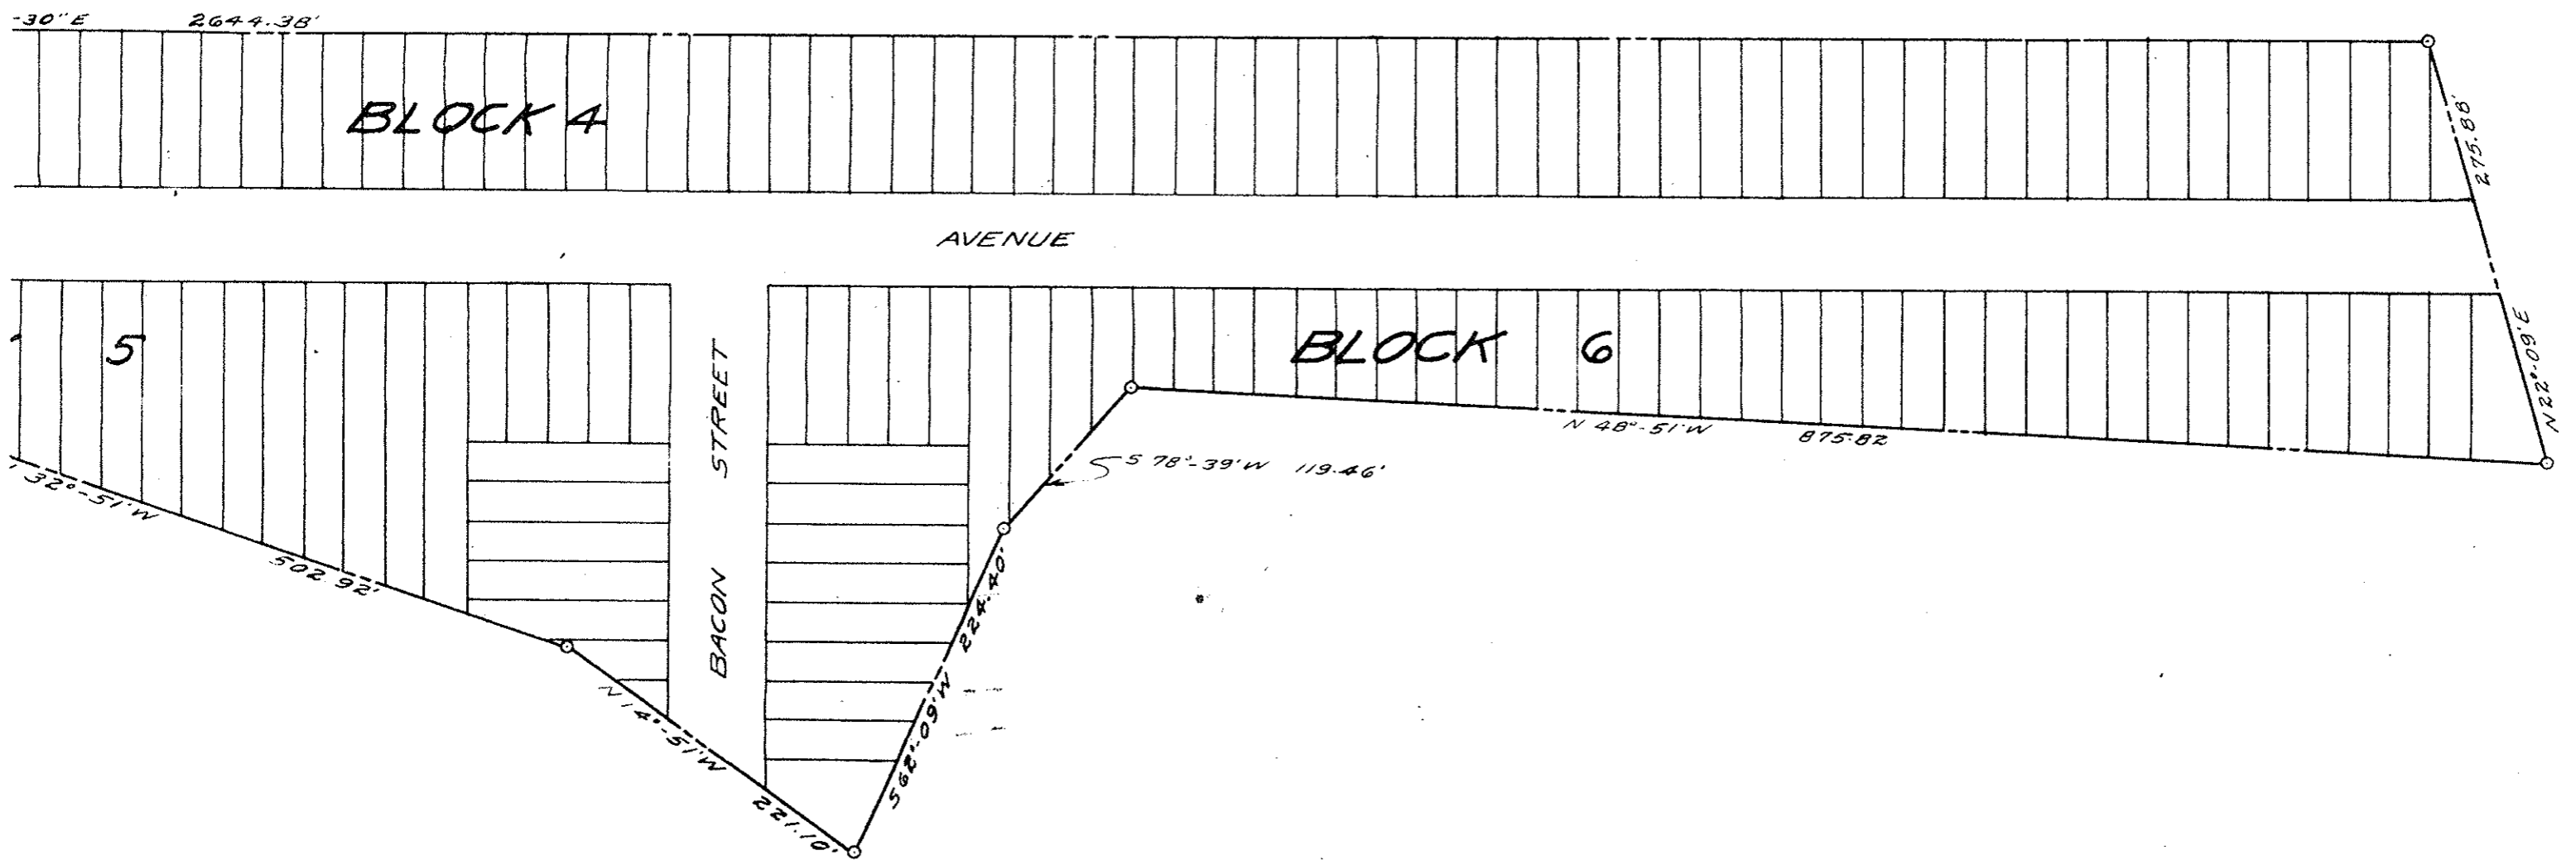 -30"E 2644.38'
BLOCK 4
275.88'
N 22°-09'E
AVENUE
5
BLOCK 6
STREET
BACON
N 48°-51'W 875.82
S 78°-39'W 119.46'
32°-51'W
502.92'
224.40'
S 62°-09'W
N 14°-51'W
221.10'